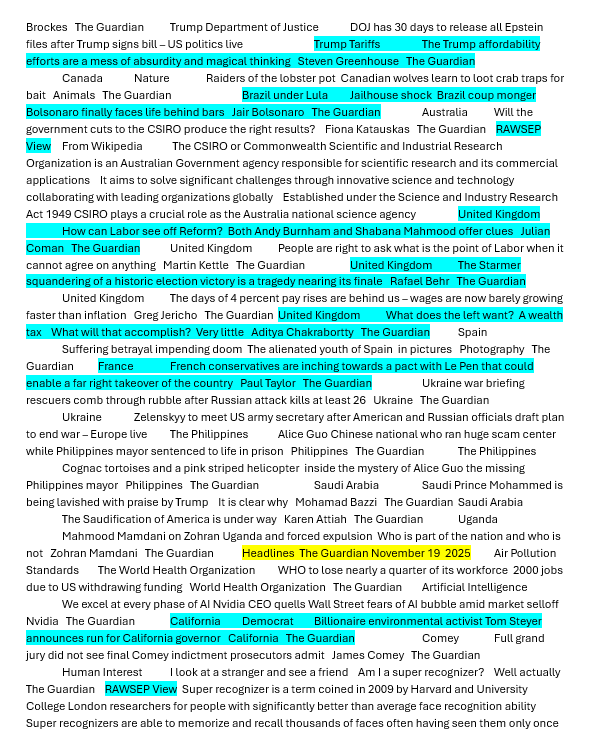 Brockes The Guardian Trump Department of Justice DOJ has 30 days to release all Epstein
files after Trump signs bill – US politics live Trump Tariffs The Trump affordability
efforts are a mess of absurdity and magical thinking Steven Greenhouse The Guardian
Canada Nature Raiders of the lobster pot Canadian wolves learn to loot crab traps for
bait Animals The Guardian Brazil under Lula Jailhouse shock Brazil coup monger
Bolsonaro finally faces life behind bars Jair Bolsonaro The Guardian Australia Will the
government cuts to the CSIRO produce the right results? Fiona Katauskas The Guardian RAWSEP
View From Wikipedia The CSIRO or Commonwealth Scientific and Industrial Research
Organization is an Australian Government agency responsible for scientific research and its commercial
applications It aims to solve significant challenges through innovative science and technology
collaborating with leading organizations globally Established under the Science and Industry Research
Act 1949 CSIRO plays a crucial role as the Australia national science agency United Kingdom
How can Labor see off Reform? Both Andy Burnham and Shabana Mahmood offer clues Julian
Coman The Guardian United Kingdom People are right to ask what is the point of Labor when it
cannot agree on anything Martin Kettle The Guardian United Kingdom The Starmer
squandering of a historic election victory is a tragedy nearing its finale Rafael Behr The Guardian
United Kingdom The days of 4 percent pay rises are behind us – wages are now barely growing
faster than inflation Greg Jericho The Guardian United Kingdom What does the left want? A wealth
tax What will that accomplish? Very little Aditya Chakrabortty The Guardian Spain
Suffering betrayal impending doom The alienated youth of Spain in pictures Photography The
Guardian France French conservatives are inching towards a pact with Le Pen that could
enable a far right takeover of the country Paul Taylor The Guardian Ukraine war briefing
rescuers comb through rubble after Russian attack kills at least 26 Ukraine The Guardian
Ukraine Zelenskyy to meet US army secretary after American and Russian officials draft plan
to end war – Europe live The Philippines Alice Guo Chinese national who ran huge scam center
while Philippines mayor sentenced to life in prison Philippines The Guardian The Philippines
Cognac tortoises and a pink striped helicopter inside the mystery of Alice Guo the missing
Philippines mayor Philippines The Guardian Saudi Arabia Saudi Prince Mohammed is
being lavished with praise by Trump It is clear why Mohamad Bazzi The Guardian Saudi Arabia
The Saudification of America is under way Karen Attiah The Guardian Uganda
Mahmood Mamdani on Zohran Uganda and forced expulsion Who is part of the nation and who is
not Zohran Mamdani The Guardian Headlines The Guardian November 19 2025 Air Pollution
Standards The World Health Organization WHO to lose nearly a quarter of its workforce 2000 jobs
due to US withdrawing funding World Health Organization The Guardian Artificial Intelligence
We excel at every phase of AI Nvidia CEO quells Wall Street fears of AI bubble amid market selloff
Nvidia The Guardian California Democrat Billionaire environmental activist Tom Steyer
announces run for California governor California The Guardian Comey Full grand
jury did not see final Comey indictment prosecutors admit James Comey The Guardian
Human Interest I look at a stranger and see a friend Am I a super recognizer? Well actually
The Guardian RAWSEP View Super recognizer is a term coined in 2009 by Harvard and University
College London researchers for people with significantly better than average face recognition ability
Super recognizers are able to memorize and recall thousands of faces often having seen them only once